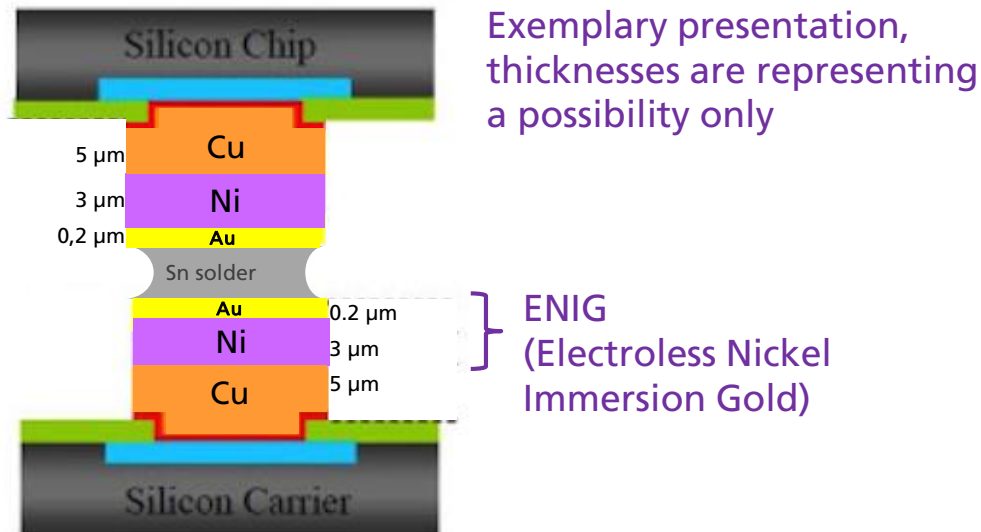 Silicon Chip
Exemplary presentation,
thicknesses are representing
a possibility only
5 µm
Cu
3 µm
Ni
0,2 µm
Au
Sn solder
Au
0.2 µm
Ni
3 µm
Cu
5 µm
ENIG
(Electroless Nickel
Immersion Gold)
Silicon Carrier